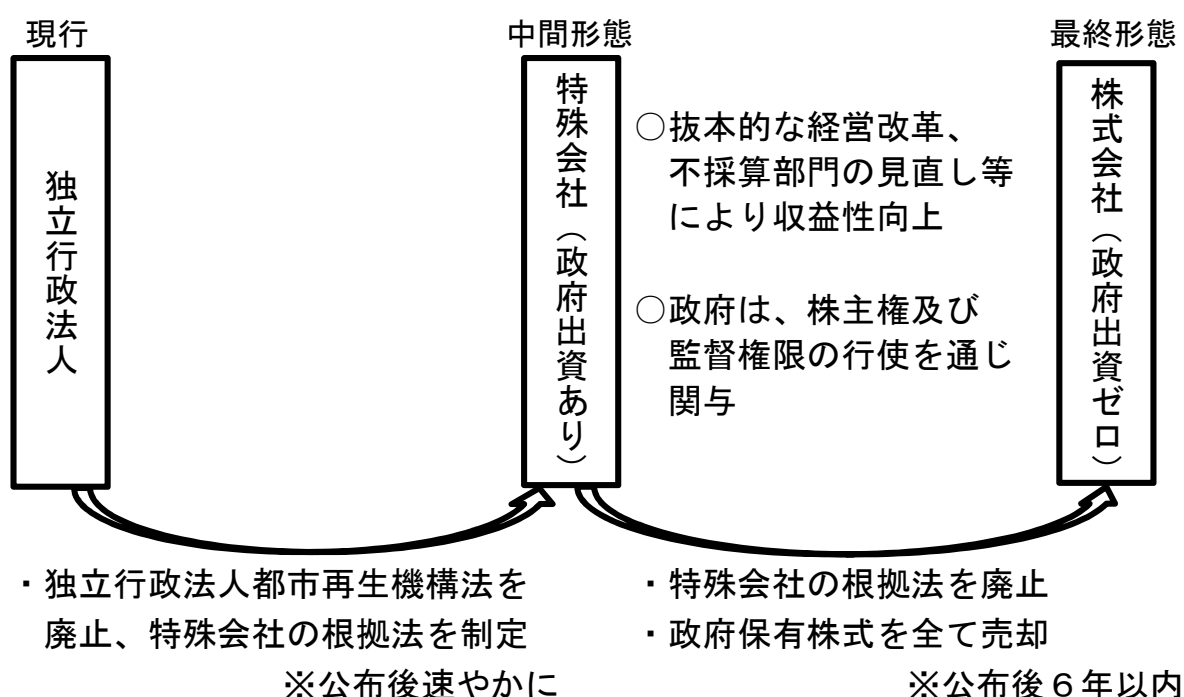 現行
中間形態
最終形態
独立行政法人
特殊会社（政府出資あり）
○抜本的な経営改革、
不採算部門の見直し等
により収益性向上
○政府は、株主権及び
監督権限の行使を通じ
関与
株式会社（政府出資ゼロ）
・独立行政法人都市再生機構法を
廃止、特殊会社の根拠法を制定
※公布後速やかに
・特殊会社の根拠法を廃止
・政府保有株式を全て売却
※公布後６年以内